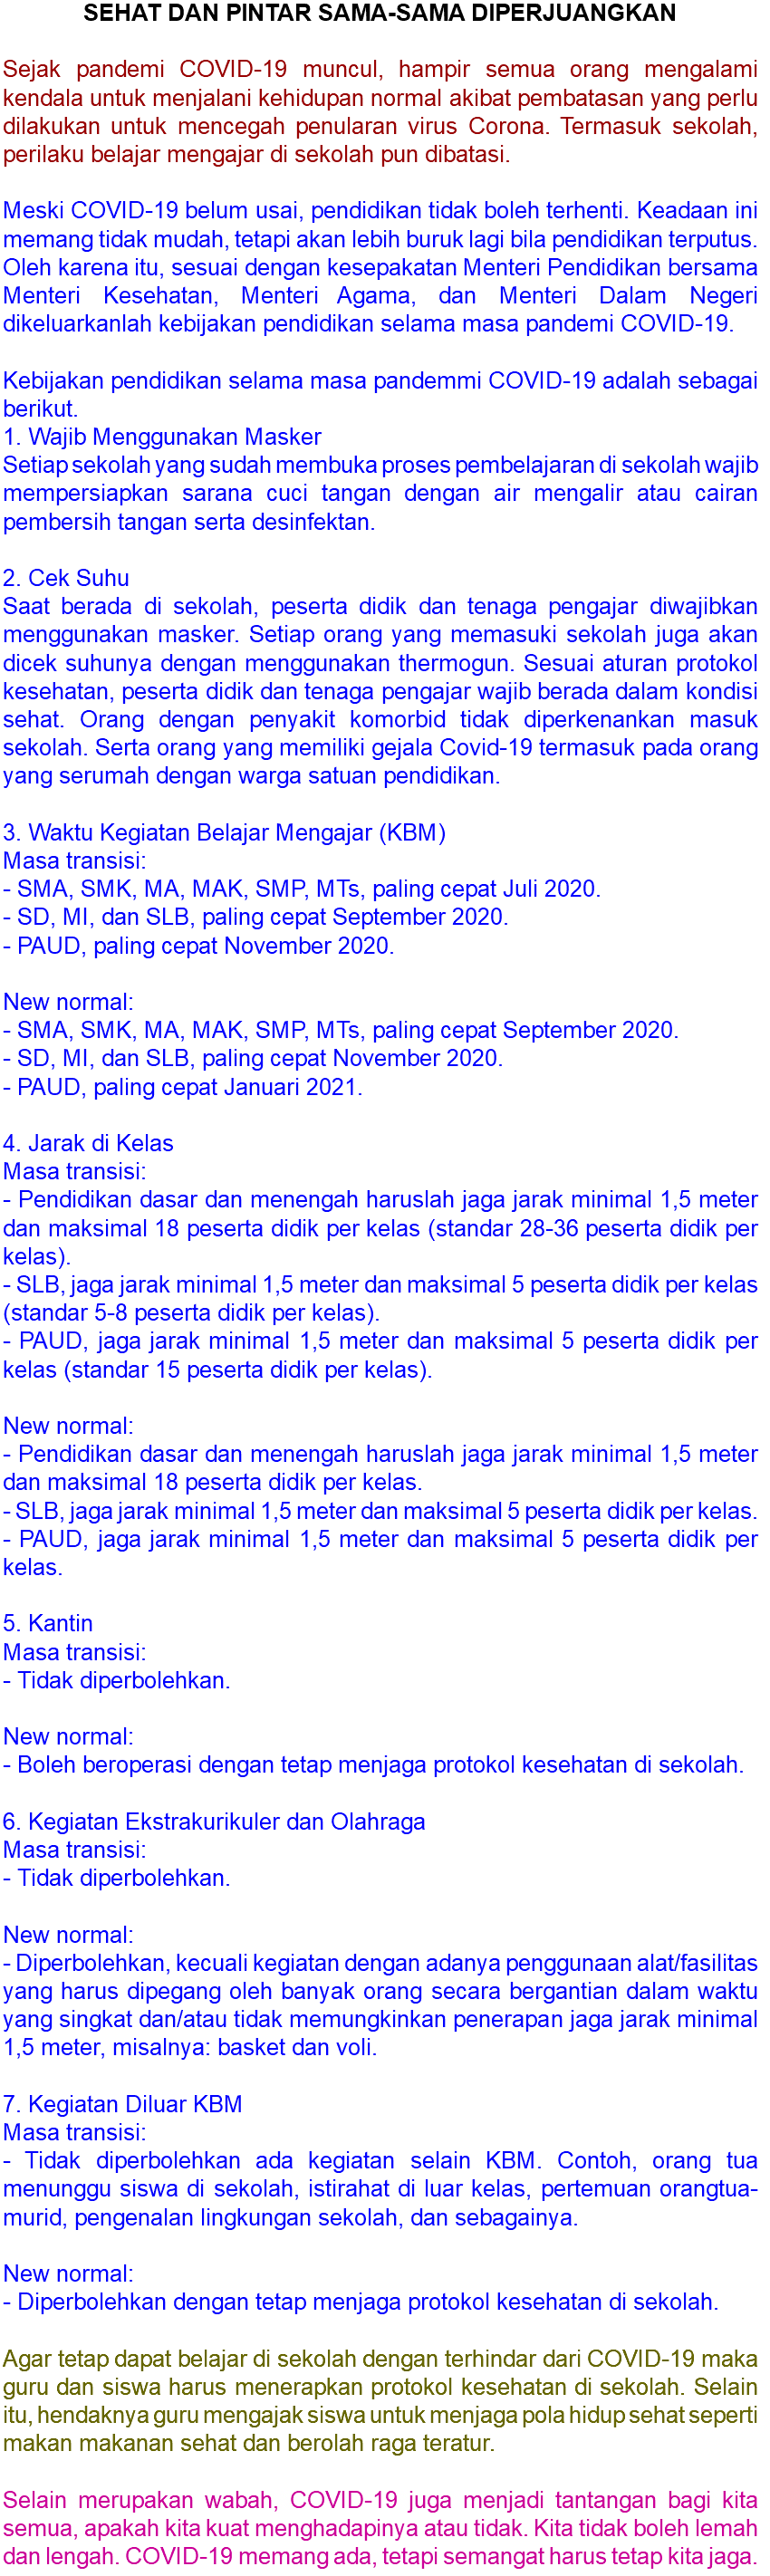 SEHAT DAN PINTAR SAMA-SAMA DIPERJUANGKAN
Sejak pandemi COVID-19 muncul, hampir semua orang mengalami
kendala untuk menjalani kehidupan normal akibat pembatasan yang perlu
dilakukan untuk mencegah penularan virus Corona. Termasuk sekolah,
perilaku belajar mengajar di sekolah pun dibatasi.
Meski COVID-19 belum usai, pendidikan tidak boleh terhenti. Keadaan ini
memang tidak mudah, tetapi akan lebih buruk lagi bila pendidikan terputus.
Oleh karena itu, sesuai dengan kesepakatan Menteri Pendidikan bersama
Menteri Kesehatan, Menteri Agama, dan Menteri Dalam Negeri
dikeluarkanlah kebijakan pendidikan selama masa pandemi COVID-19.
Kebijakan pendidikan selama masa pandemmi COVID-19 adalah sebagai
berikut.
1. Wajib Menggunakan Masker
Setiap sekolah yang sudah membuka proses pembelajaran di sekolah wajib
mempersiapkan sarana cuci tangan dengan air mengalir atau cairan
pembersih tangan serta desinfektan.
2. Cek Suhu
Saat berada di sekolah, peserta didik dan tenaga pengajar diwajibkan
menggunakan masker. Setiap orang yang memasuki sekolah juga akan
dicek suhunya dengan menggunakan thermogun. Sesuai aturan protokol
kesehatan, peserta didik dan tenaga pengajar wajib berada dalam kondisi
sehat. Orang dengan penyakit komorbid tidak diperkenankan masuk
sekolah. Serta orang yang memiliki gejala Covid-19 termasuk pada orang
yang serumah dengan warga satuan pendidikan.
3. Waktu Kegiatan Belajar Mengajar (KBM)
Masa transisi:
- SMA, SMK, MA, MAK, SMP, MTs, paling cepat Juli 2020.
- SD, MI, dan SLB, paling cepat September 2020.
- PAUD, paling cepat November 2020.
New normal:
- SMA, SMK, MA, MAK, SMP, MTs, paling cepat September 2020.
- SD, MI, dan SLB, paling cepat November 2020.
- PAUD, paling cepat Januari 2021.
4. Jarak di Kelas
Masa transisi:
- Pendidikan dasar dan menengah haruslah jaga jarak minimal 1,5 meter
dan maksimal 18 peserta didik per kelas (standar 28-36 peserta didik per
kelas).
- SLB, jaga jarak minimal 1,5 meter dan maksimal 5 peserta didik per kelas
(standar 5-8 peserta didik per kelas).
- PAUD, jaga jarak minimal 1,5 meter dan maksimal 5 peserta didik per
kelas (standar 15 peserta didik per kelas).
New normal:
- Pendidikan dasar dan menengah haruslah jaga jarak minimal 1,5 meter
dan maksimal 18 peserta didik per kelas.
- SLB, jaga jarak minimal 1,5 meter dan maksimal 5 peserta didik per kelas.
- PAUD, jaga jarak minimal 1,5 meter dan maksimal 5 peserta didik per
kelas.
5. Kantin
Masa transisi:
- Tidak diperbolehkan.
New normal:
- Boleh beroperasi dengan tetap menjaga protokol kesehatan di sekolah.
6. Kegiatan Ekstrakurikuler dan Olahraga
Masa transisi:
- Tidak diperbolehkan.
New normal:
- Diperbolehkan, kecuali kegiatan dengan adanya penggunaan alat/fasilitas
yang harus dipegang oleh banyak orang secara bergantian dalam waktu
yang singkat dan/atau tidak memungkinkan penerapan jaga jarak minimal
1,5 meter, misalnya: basket dan voli.
7. Kegiatan Diluar KBM
Masa transisi:
- Tidak diperbolehkan ada kegiatan selain KBM. Contoh, orang tua
menunggu siswa di sekolah, istirahat di luar kelas, pertemuan orangtua-
murid, pengenalan lingkungan sekolah, dan sebagainya.
New normal:
- Diperbolehkan dengan tetap menjaga protokol kesehatan di sekolah.
Agar tetap dapat belajar di sekolah dengan terhindar dari COVID-19 maka
guru dan siswa harus menerapkan protokol kesehatan di sekolah. Selain
itu, hendaknya guru mengajak siswa untuk menjaga pola hidup sehat seperti
makan makanan sehat dan berolah raga teratur.
Selain merupakan wabah, COVID-19 juga menjadi tantangan bagi kita
semua, apakah kita kuat menghadapinya atau tidak. Kita tidak boleh lemah
dan lengah. COVID-19 memang ada, tetapi semangat harus tetap kita jaga.